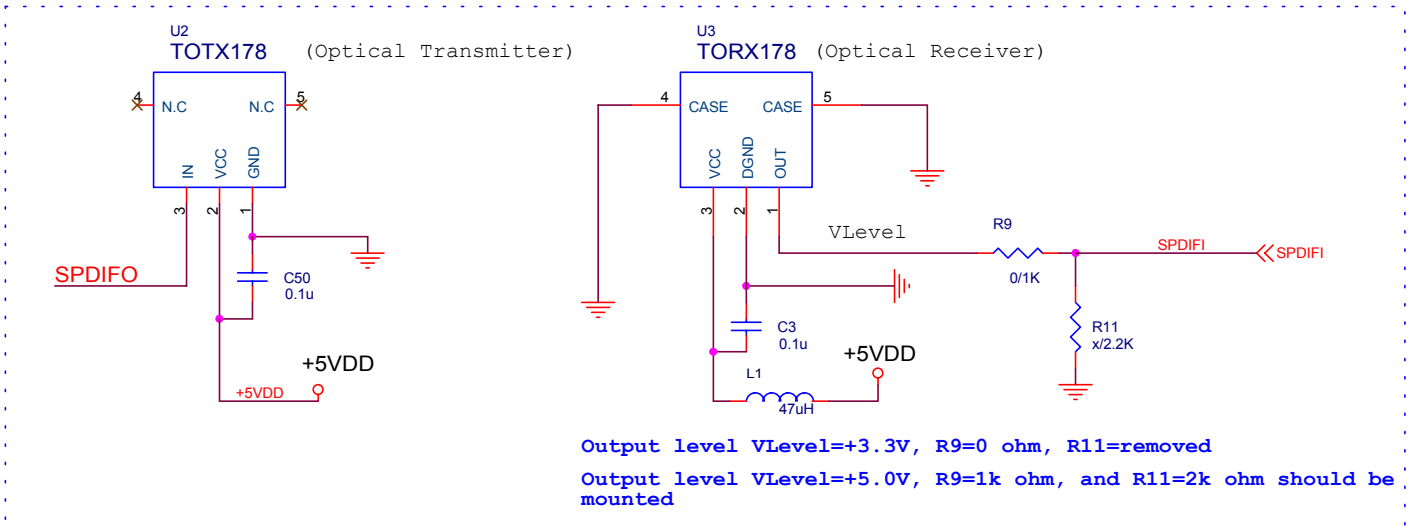 U2
TOTX178 (Optical Transmitter)
4 N.C N.C 5
IN VCC GND
3 2 1
SPDIFO
C50
0.1u
+5VDD
+5VDD
U3
TORX178 (Optical Receiver)
4 CASE CASE 5
VCC DGND OUT
3 2 1
VLevel
R9
0/1K
SPDIFI
SPDIFI
R11
x/2.2K
C3
0.1u
+5VDD
L1
47uH
Output level VLevel=+3.3V, R9=0 ohm, R11=removed
Output level VLevel=+5.0V, R9=1k ohm, and R11=2k ohm should be
mounted